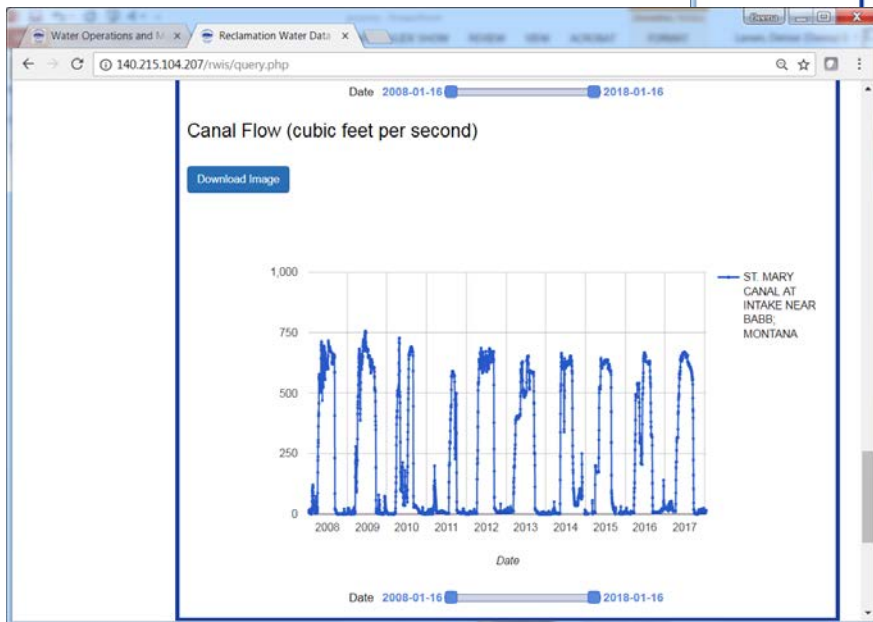 Water Operations and M
Reclamation Water Data
140.215.104.207/rwis/query.php
Date 2008-01-16 2018-01-16
Canal Flow (cubic feet per second)
Download Image
1,000
750
500
250
0
ST. MARY
CANAL AT
INTAKE NEAR
BABB;
MONTANA
2008 2009 2010 2011 2012 2013 2014 2015 2016 2017
Date
Date 2008-01-16 2018-01-16